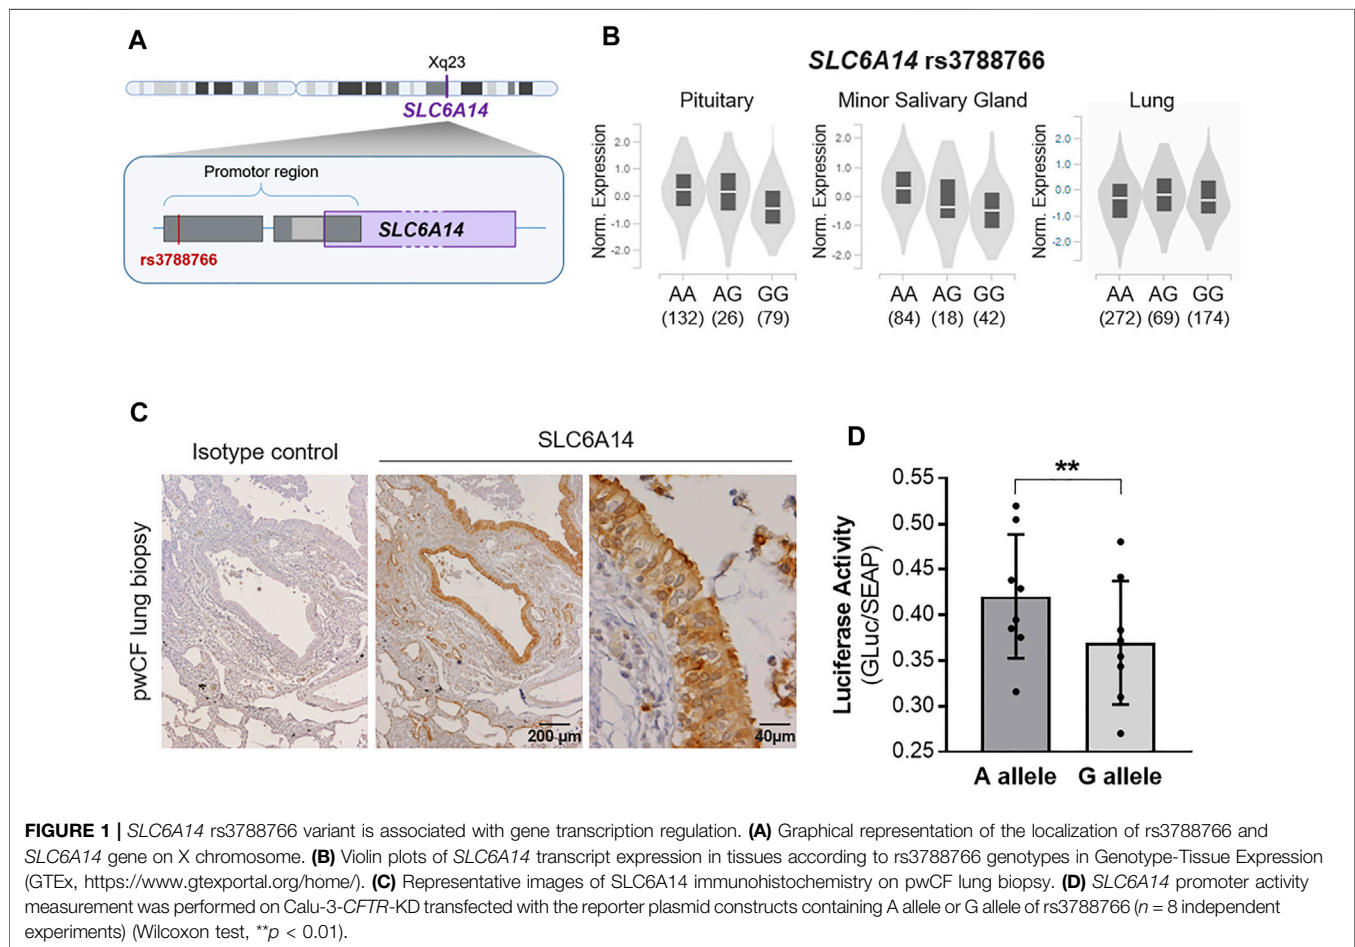 A
Xq23
SLC6A14
Promotor region
SLC6A14
rs3788766
B
SLC6A14 rs3788766
Pituitary
Norm. Expression
2.0
1.0
0.0
-1.0
-2.0
AA AG GG
(132) (26) (79)
Minor Salivary Gland
Norm. Expression
2.0
1.0
0.0
-1.0
-2.0
AA AG GG
(84) (18) (42)
Lung
Norm. Expression
2.0
1.0
0.0
-1.0
-2.0
AA AG GG
(272) (69) (174)
C
Isotype control
SLC6A14
pwCF lung biopsy
200 µm
40µm
D
**
Luciferase Activity
(GLuc/SEAP)
0.55
0.50
0.45
0.40
0.35
0.30
0.25
A allele G allele
FIGURE 1 | SLC6A14 rs3788766 variant is associated with gene transcription regulation. (A) Graphical representation of the localization of rs3788766 and
SLC6A14 gene on X chromosome. (B) Violin plots of SLC6A14 transcript expression in tissues according to rs3788766 genotypes in Genotype-Tissue Expression
(GTEx, https://www.gtexportal.org/home/). (C) Representative images of SLC6A14 immunohistochemistry on pwCF lung biopsy. (D) SLC6A14 promoter activity
measurement was performed on Calu-3-CFTR-KD transfected with the reporter plasmid constructs containing A allele or G allele of rs3788766 (n = 8 independent
experiments) (Wilcoxon test, **p < 0.01).